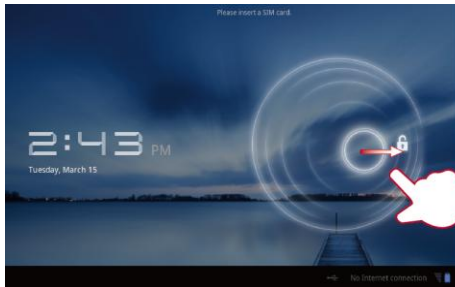 Please insert a SIM card.
2:43 PM
Tuesday, March 15
No Internet connection